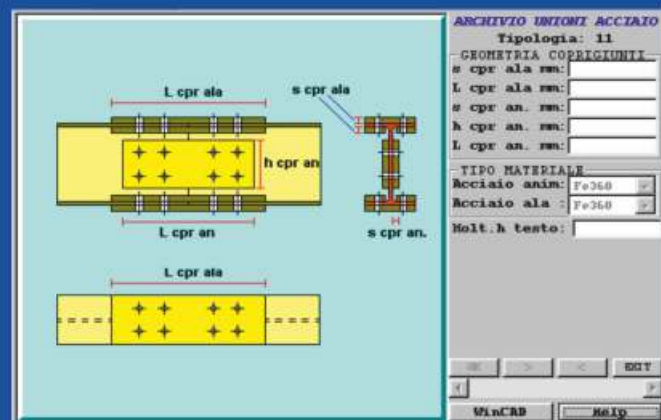 ARCHIVIO UNIONI ACCIAIO
Tipologia: 11
GEOMETRIA COPRIGIUNTI
s cpr ala mm:
L cpr ala mm:
s cpr an. mm:
h cpr an. mm:
L cpr an. mm:
TIPO MATERIALE
Acciaio anim: Fe360
Acciaio ala : Fe360
Molt.h testo:
< > < EXIT
WinCAD Help
L cpr ala
s cpr ala
h cpr an
L cpr an
s cpr an.
L cpr ala